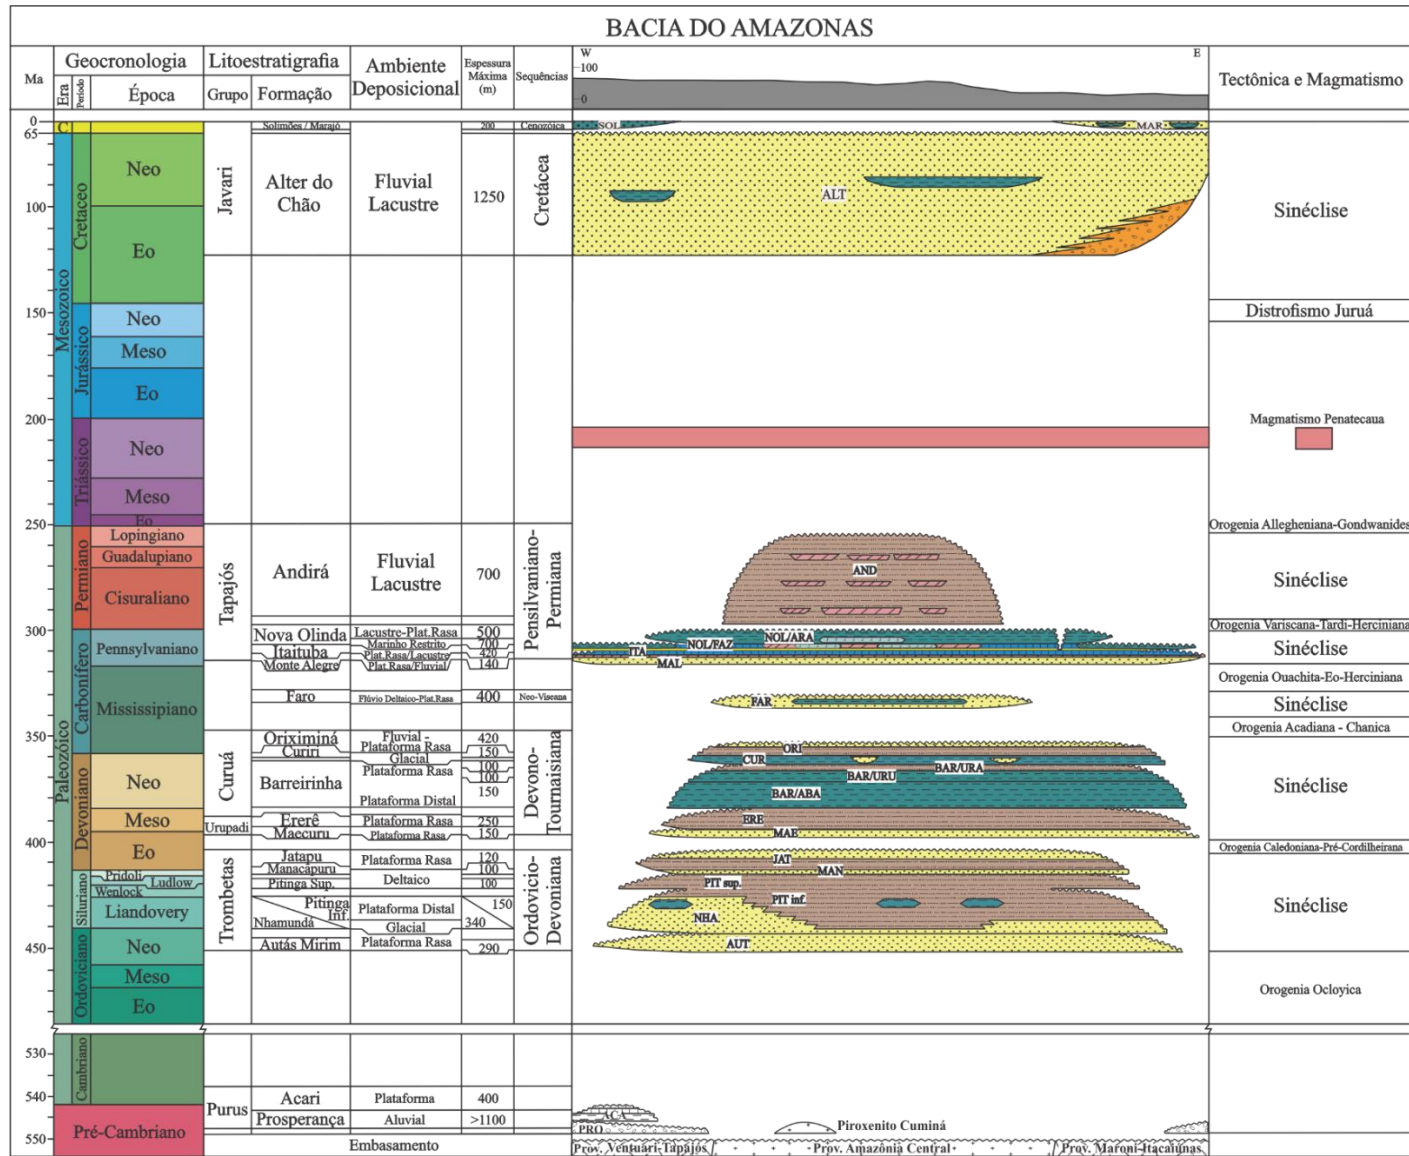 BACIA DO AMAZONAS
Ma
Geocronologia
Era
Período
Época
Litoestratigrafia
Grupo
Formação
Ambiente
Deposicional
Espessura
Máxima
(m)
Sequências
W
E
100
0
Tectônica e Magmatismo
0
65
100
150
200
250
300
350
400
450
530
540
550
C
Mesozoico
Paleozóico
Cretaceo
Neo
Eo
Jurássico
Neo
Meso
Eo
Triássico
Neo
Meso
Eo
Permiano
Lopingiano
Guadalupiano
Cisuraliano
Carbonífero
Pennsylvaniano
Mississipiano
Devoniano
Neo
Meso
Eo
Siluriano
Pridoli
Ludlow
Wenlock
Liandovery
Ordoviciano
Neo
Meso
Eo
Cambriano
Pré-Cambriano
Solimões / Marajó
200
Cenozóica
Javari
Alter do
Chão
Fluvial
Lacustre
1250
Cretácea
Tapajós
Andirá
Fluvial
Lacustre
700
Pensilvaniano-
Permiana
Nova Olinda
Lacustre-Plat.Rasa
500
Marinho Restrito
700
Itaituba
Plat.Rasa/Lacustre
420
Monte Alegre
Plat.Rasa/Fluvial
140
Faro
Flúvio Deltaico-Plat.Rasa
400
Neo-Viseana
Curuá
Oriximiná
Fluvial -
Plataforma Rasa
420
Curiri
Glacial
150
Barreirinha
Plataforma Rasa
100
100
150
Plataforma Distal
Devono-
Tournaisiana
Urupadi
Ererê
Plataforma Rasa
250
Maecuru
Plataforma Rasa
150
Trombetas
Jatapu
Plataforma Rasa
120
Manacapuru
100
Deltaico
Pitinga Sup.
100
Pitinga
Inf.
Plataforma Distal
150
Nhamundá
Glacial
340
Autás Mirim
Plataforma Rasa
290
Ordovício-
Devoniana
Purus
Acari
Plataforma
400
Prosperança
Aluvial
>1100
Embasamento
SOL
MAR
ALT
AND
NOL/ARA
NOL/FAZ
ITA
MAL
FAR
ORI
CUR
BAR/URA
BAR/URU
BAR/ABA
ERE
MAE
JAT
MAN
PIT sup.
PIT inf.
NHA
AUT
ACA
PRO
Piroxenito Cuminá
Prov. Ventuari-Tapajós
Prov. Amazônia Central
Prov. Maroni-Itacaiunas
Sinéclise
Distrofismo Juruá
Magmatismo Penatecaua
Orogenia Allegheniana-Gondwanides
Sinéclise
Orogenia Variscana-Tardi-Herciniana
Sinéclise
Orogenia Ouachita-Eo-Herciniana
Sinéclise
Orogenia Acadiana - Chanica
Sinéclise
Orogenia Caledoniana-Pré-Cordilheirana
Sinéclise
Orogenia Ocloyica